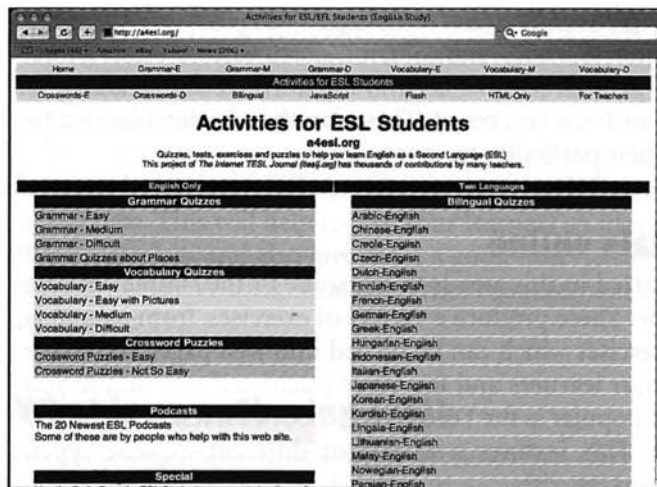 Activities for ESL/EFL Students (English Study)
http://a4esl.org/
Google
Amazon eBay Yahoo! News
Home Grammar-E Grammar-M Grammar-D Vocabulary-E Vocabulary-M Vocabulary-D
Activities for ESL Students
Crosswords-E Crosswords-D Bilingual JavaScript Flash HTML-Only For Teachers
Activities for ESL Students
a4esl.org
Quizzes, tests, exercises and puzzles to help you learn English as a Second Language (ESL)
This project of The Internet TESL Journal (iteslj.org) has thousands of contributions by many teachers.
English Only
Grammar Quizzes
Grammar - Easy
Grammar - Medium
Grammar - Difficult
Grammar Quizzes about Places
Vocabulary Quizzes
Vocabulary - Easy
Vocabulary - Easy with Pictures
Vocabulary - Medium
Vocabulary - Difficult
Crossword Puzzles
Crossword Puzzles - Easy
Crossword Puzzles - Not So Easy
Podcasts
The 20 Newest ESL Podcasts
Some of these are by people who help with this web site.
Special
Two Languages
Bilingual Quizzes
Arabic-English
Chinese-English
Creole-English
Czech-English
Dutch-English
Finnish-English
French-English
German-English
Greek-English
Hungarian-English
Indonesian-English
Italian-English
Japanese-English
Korean-English
Kurdish-English
Lingala-English
Lithuanian-English
Malay-English
Nowegian-English
Persian-English